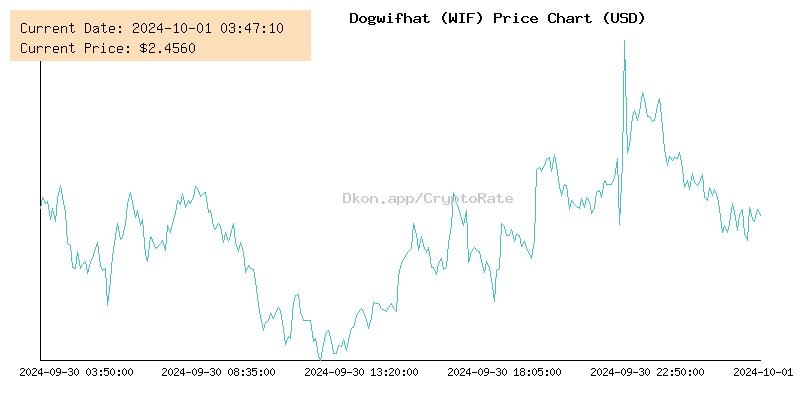 Dogwifhat (WIF) Price Chart (USD)
Current Date: 2024-10-01 03:47:10
Current Price: $2.4560
Dkon.app/CryptoRate
2024-09-30 03:50:00 2024-09-30 08:35:00 2024-09-30 13:20:00 2024-09-30 18:05:00 2024-09-30 22:50:00 2024-10-01